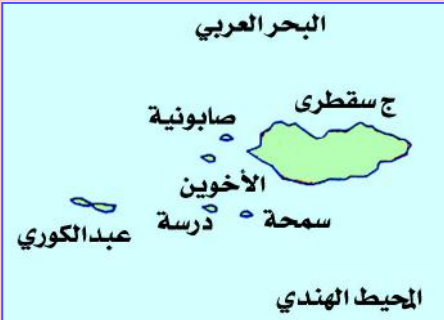 البحر العربي
ج سقطرى
صابونية
الأخوين
سمحة
درسة
عبدالكوري
المحيط الهندي